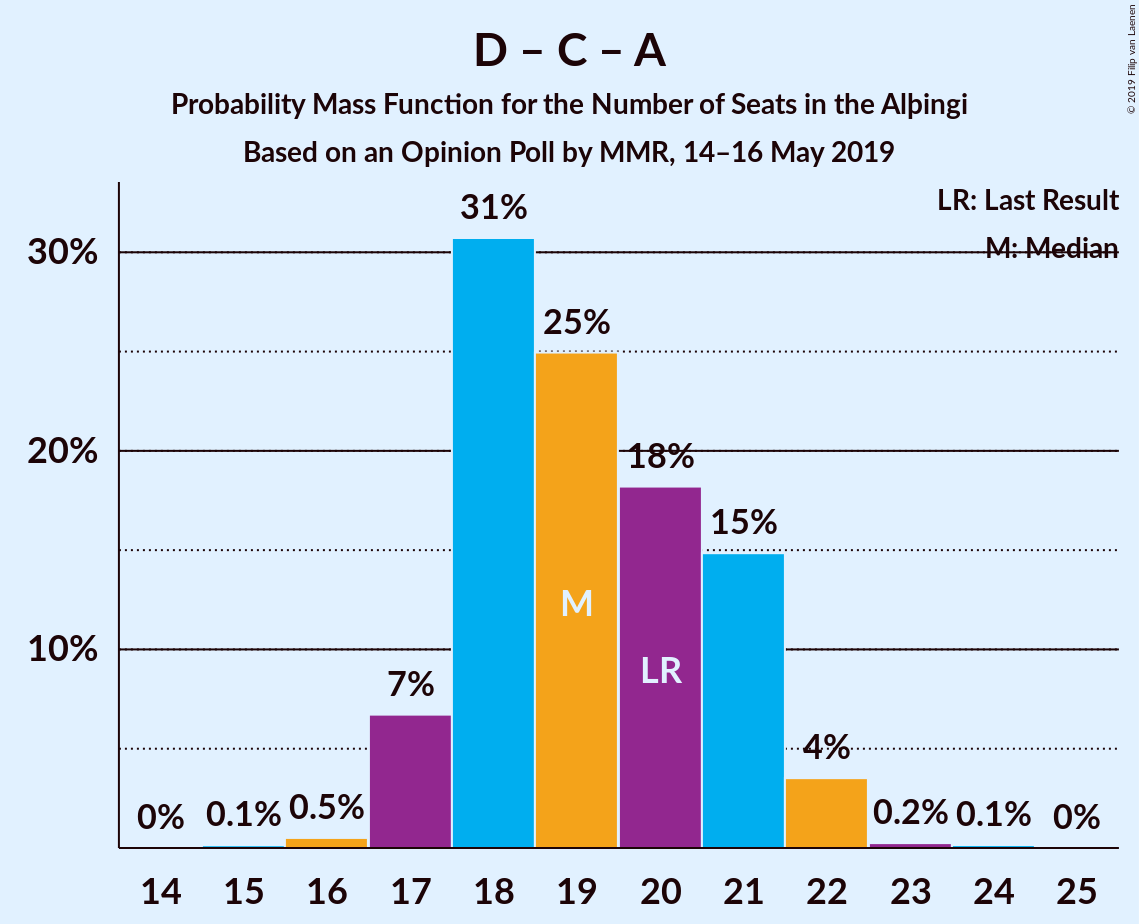 D – C – A
Probability Mass Function for the Number of Seats in the Alþingi
Based on an Opinion Poll by MMR, 14–16 May 2019
© 2019 Filip van Laenen
LR: Last Result
M: Median
30%
20%
10%
0%
0.1%
0.5%
7%
31%
25%
18%
15%
4%
0.2%
0.1%
0%
M
LR
14 15 16 17 18 19 20 21 22 23 24 25